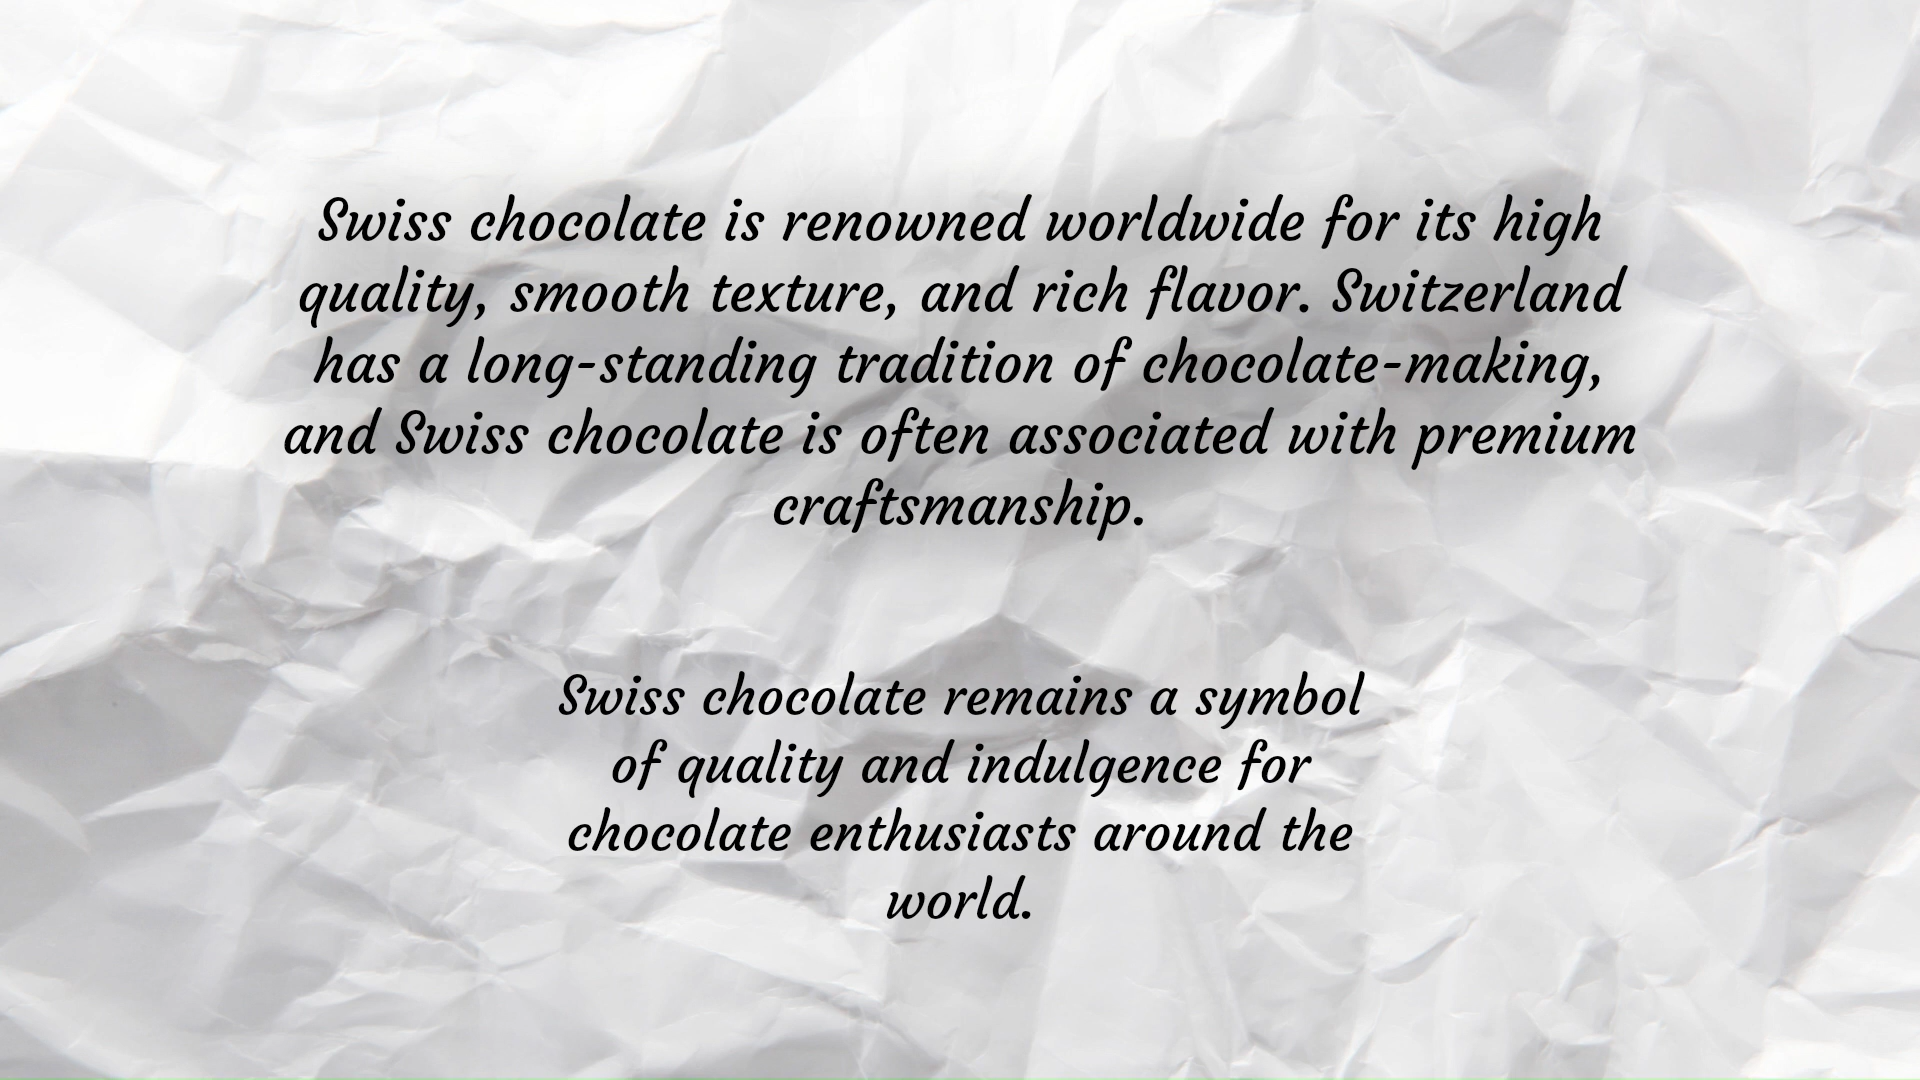 Swiss chocolate is renowned worldwide for its high
quality, smooth texture, and rich flavor. Switzerland
has a long-standing tradition of chocolate-making,
and Swiss chocolate is often associated with premium
craftsmanship.
Swiss chocolate remains a symbol
of quality and indulgence for
chocolate enthusiasts around the
world.